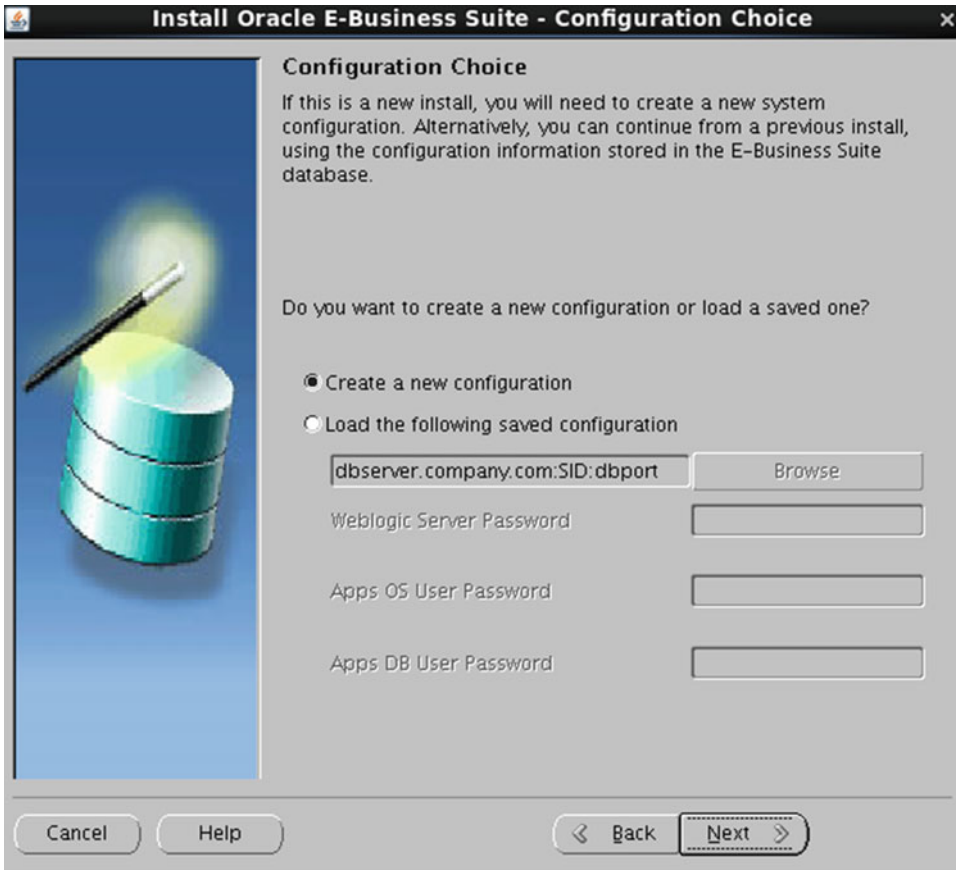 Install Oracle E-Business Suite - Configuration Choice
Configuration Choice
If this is a new install, you will need to create a new system
configuration. Alternatively, you can continue from a previous install,
using the configuration information stored in the E-Business Suite
database.
Do you want to create a new configuration or load a saved one?
Create a new configuration
Load the following saved configuration
dbserver.company.com:SID:dbport Browse
Weblogic Server Password
Apps OS User Password
Apps DB User Password
Cancel Help Back Next